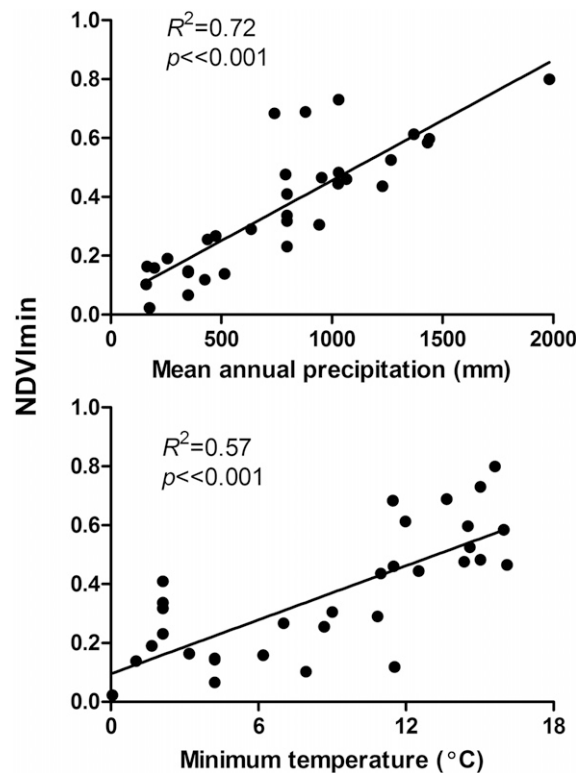 1.0
R²=0.72
p<<0.001
0.8
0.6
0.4
0.2
0.0
0 500 1000 1500 2000
Mean annual precipitation (mm)
NDVImin
1.0
R²=0.57
p<<0.001
0.8
0.6
0.4
0.2
0.0
0 6 12 18
Minimum temperature (°C)